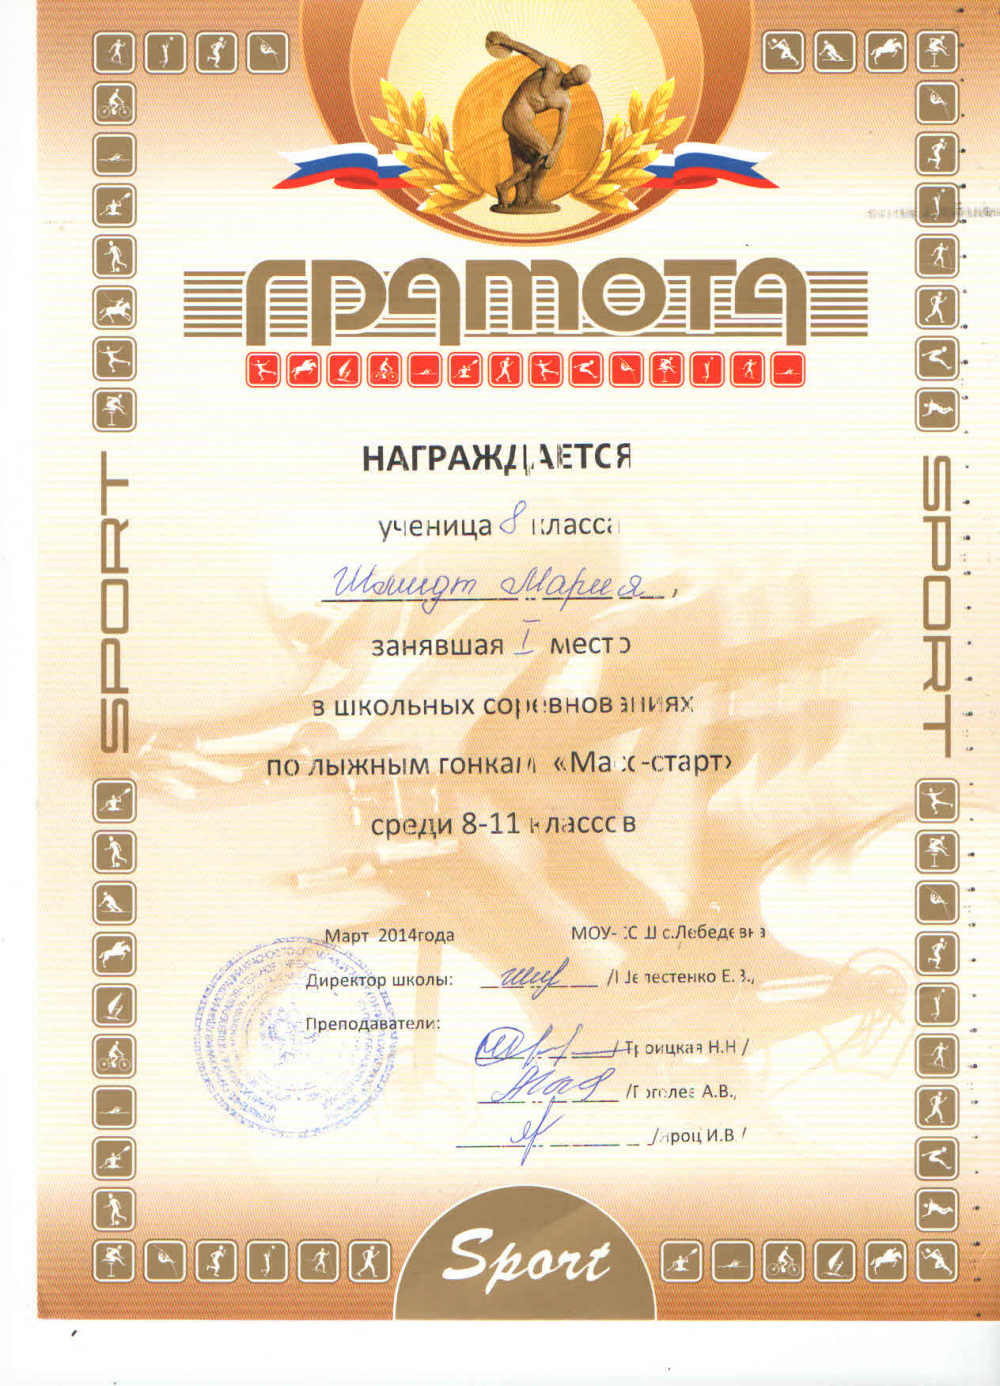 ГРАМОТА
НАГРАЖДАЕТСЯ
ученица 8 класса
Шмидт Мария,
занявшая I место
в школьных соревнованиях
по лыжным гонкам «Масс-старт»
среди 8-11 классов
SPORT
SPORT
Март 2014года
МОУ-СОШ с.Лебедевка
Директор школы: /Шелестенко Е.В.,
Преподаватели:
/Троицкая Н.Н /
/Гоголев А.В.,
И.В./
Sport